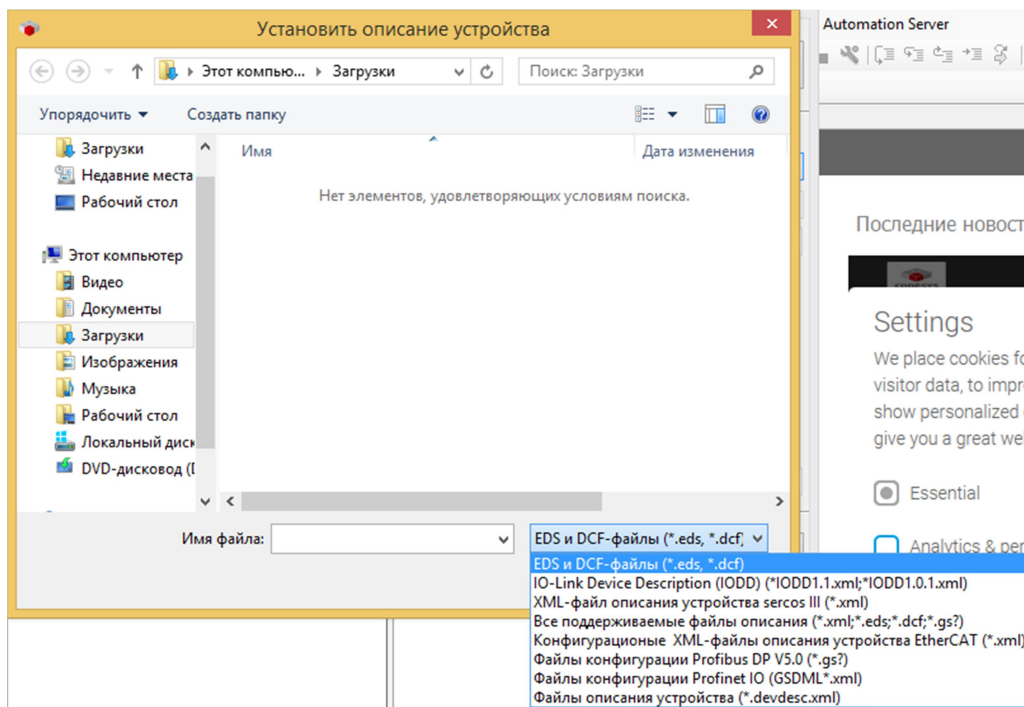 Установить описание устройства
Automation Server
Этот компью...
Загрузки
Поиск: Загрузки
Упорядочить
Создать папку
Загрузки
Недавние места
Рабочий стол
Этот компьютер
Видео
Документы
Загрузки
Изображения
Музыка
Рабочий стол
Локальный диск
DVD-дисковод (D
Имя
Дата изменения
Нет элементов, удовлетворяющих условиям поиска.
Последние новост
CODESYS
Settings
We place cookies fo
visitor data, to impr
show personalized
give you a great we
Essential
Analytics & per
Имя файла:
EDS и DCF-файлы (*.eds, *.dcf)
EDS и DCF-файлы (*.eds, *.dcf)
IO-Link Device Description (IODD) (*IODD1.1.xml;*IODD1.0.1.xml)
XML-файл описания устройства sercos III (*.xml)
Все поддерживаемые файлы описания (*.xml;*.eds;*.dcf;*.gs?)
Конфигурационые XML-файлы описания устройства EtherCAT (*.xml)
Файлы конфигурации Profibus DP V5.0 (*.gs?)
Файлы конфигурации Profinet IO (GSDML*.xml)
Файлы описания устройства (*.devdesc.xml)